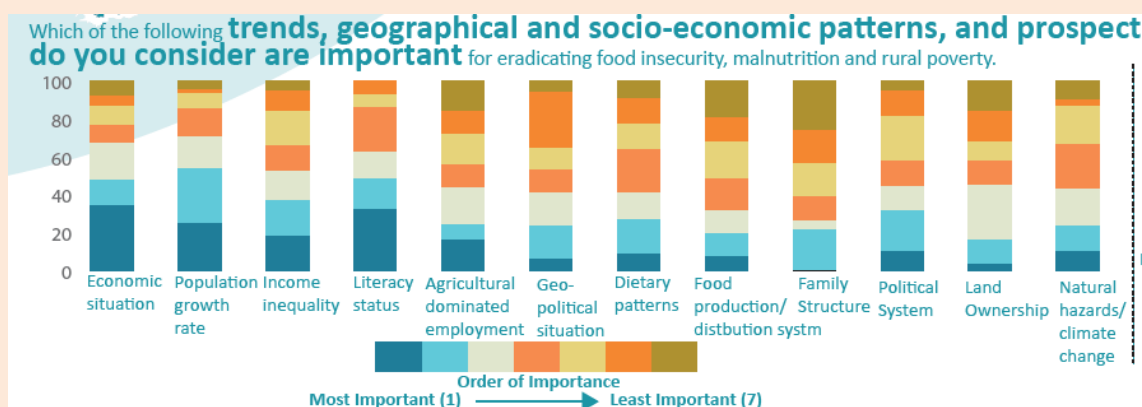 Which of the following trends, geographical and socio-economic patterns, and prospect
do you consider are important for eradicating food insecurity, malnutrition and rural poverty.
100
80
60
40
20
0
Economic situation
Population growth rate
Income inequality
Literacy status
Agricultural dominated employment
Geo-political situation
Dietary patterns
Food production/ distbution systm
Family Structure
Political System
Land Ownership
Natural hazards/ climate change
Order of Importance
Most Important (1) Least Important (7)